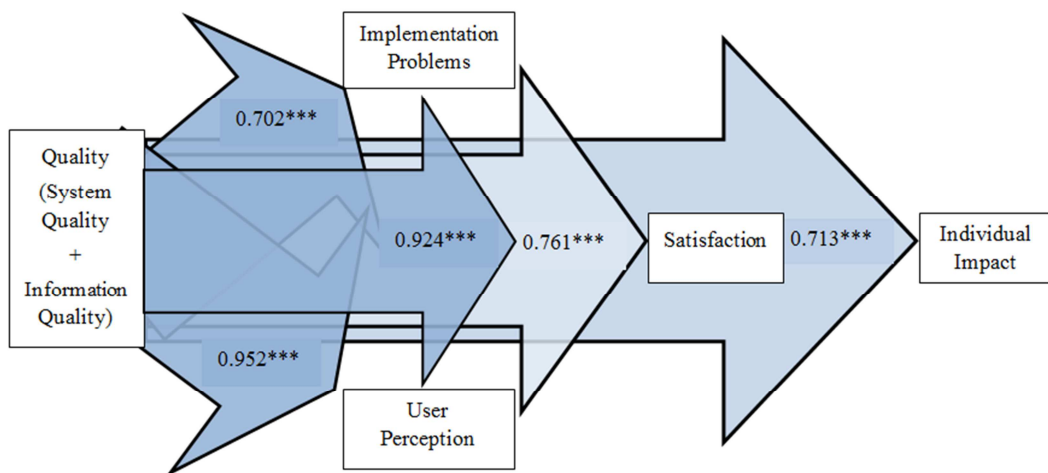 Implementation
Problems
0.702***
Quality
(System
Quality
+
Information
Quality)
0.924***
0.761***
Satisfaction
0.713***
Individual
Impact
0.952***
User
Perception